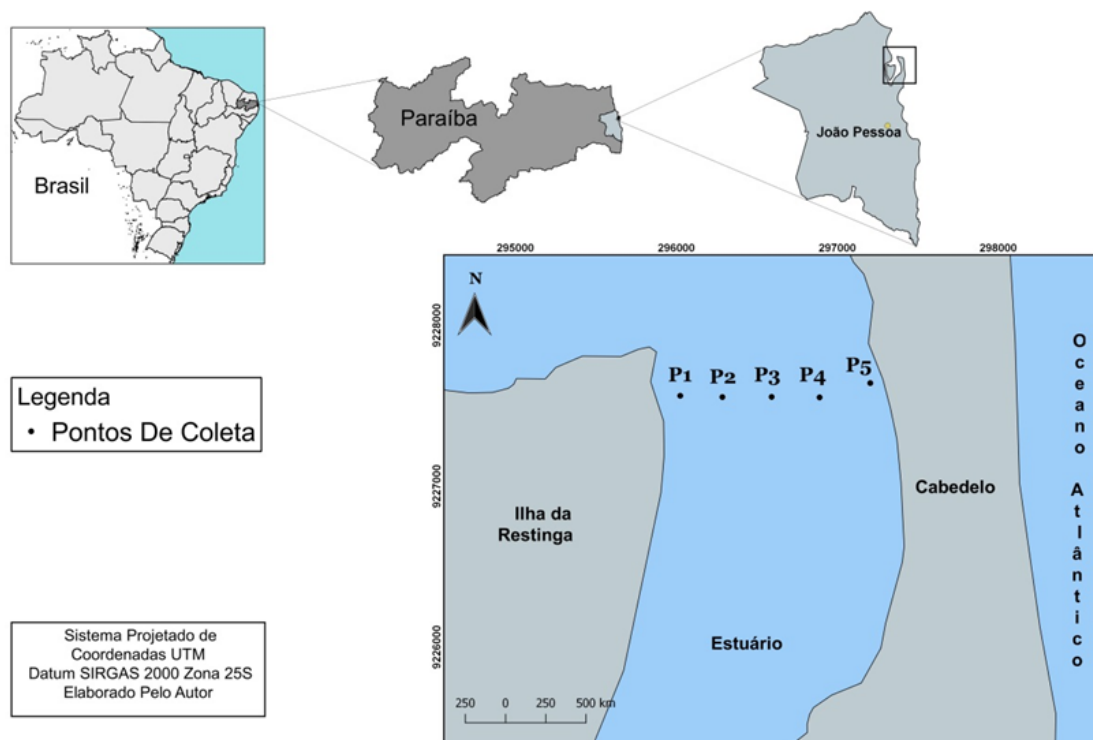 Brasil
Paraíba
João Pessoa
295000
296000
297000
298000
9228000
9227000
9226000
N
P1
P2
P3
P4
P5
Ilha da
Restinga
Cabedelo
Estuário
Oceano Atlântico
250
0
250
500 km
Legenda
• Pontos De Coleta
Sistema Projetado de
Coordenadas UTM
Datum SIRGAS 2000 Zona 25S
Elaborado Pelo Autor